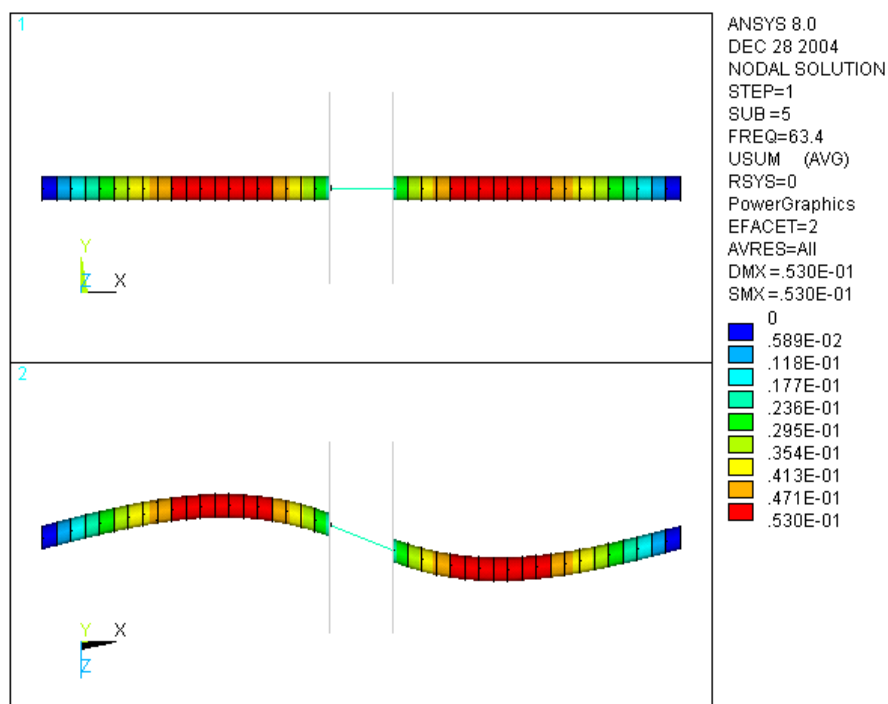 1
Y
Z X
2
Y X
Z
ANSYS 8.0
DEC 28 2004
NODAL SOLUTION
STEP=1
SUB =5
FREQ=63.4
USUM (AVG)
RSYS=0
PowerGraphics
EFACET=2
AVRES=All
DMX =.530E-01
SMX =.530E-01
0
.589E-02
.118E-01
.177E-01
.236E-01
.295E-01
.354E-01
.413E-01
.471E-01
.530E-01